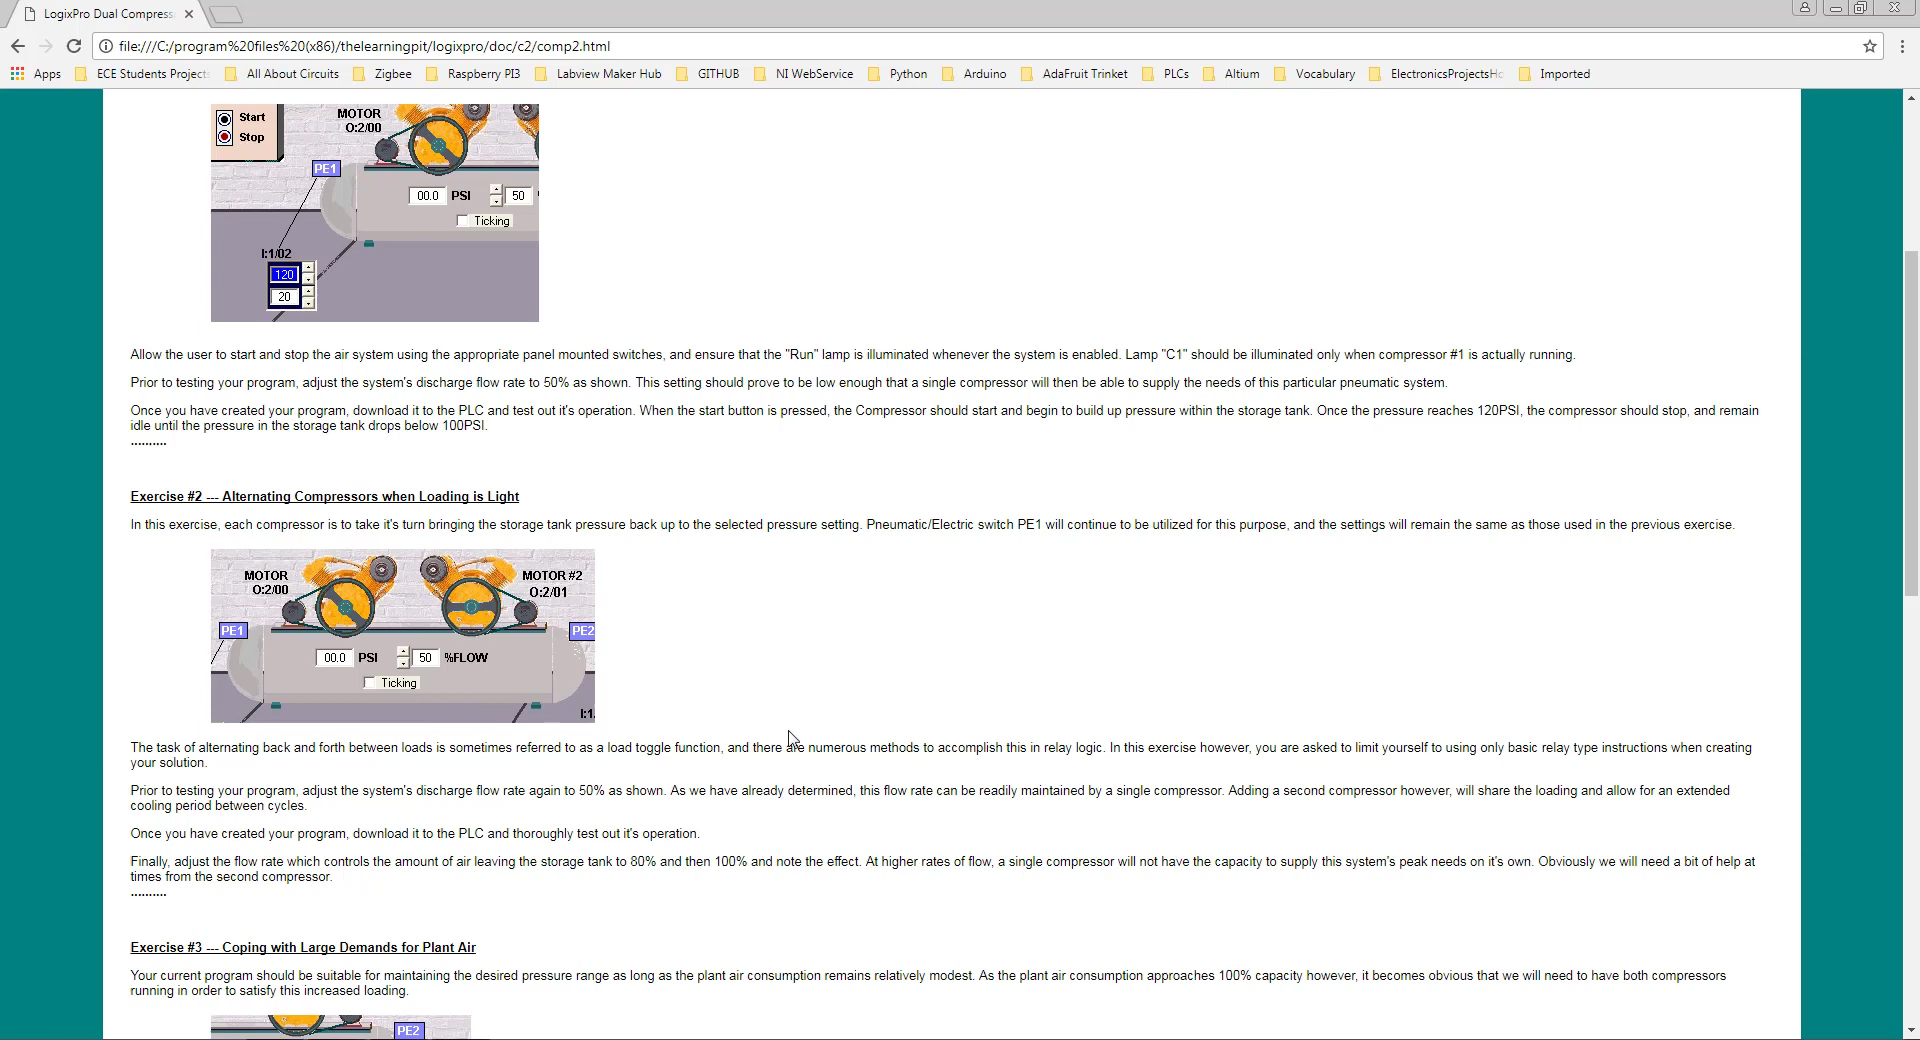 LogixPro Dual Compress
file:///C:/program%20files%20(x86)/thelearningpit/logixpro/doc/c2/comp2.html
Apps ECE Students Projects All About Circuits Zigbee Raspberry PI3 Labview Maker Hub GITHUB NI WebService Python Arduino AdaFruit Trinket PLCs Altium Vocabulary ElectronicsProjectsHo Imported
Start
Stop
MOTOR
O:2/00
PE1
00.0 PSI 50
Ticking
I:1/02
120
20
Allow the user to start and stop the air system using the appropriate panel mounted switches, and ensure that the "Run" lamp is illuminated whenever the system is enabled. Lamp "C1" should be illuminated only when compressor #1 is actually running.
Prior to testing your program, adjust the system's discharge flow rate to 50% as shown. This setting should prove to be low enough that a single compressor will then be able to supply the needs of this particular pneumatic system.
Once you have created your program, download it to the PLC and test out it's operation. When the start button is pressed, the Compressor should start and begin to build up pressure within the storage tank. Once the pressure reaches 120PSI, the compressor should stop, and remain
idle until the pressure in the storage tank drops below 100PSI.
..........
Exercise #2 --- Alternating Compressors when Loading is Light
In this exercise, each compressor is to take it's turn bringing the storage tank pressure back up to the selected pressure setting. Pneumatic/Electric switch PE1 will continue to be utilized for this purpose, and the settings will remain the same as those used in the previous exercise.
MOTOR MOTOR #2
O:2/00 O:2/01
PE1 PE2
00.0 PSI 50 %FLOW
Ticking
I:1.
The task of alternating back and forth between loads is sometimes referred to as a load toggle function, and there are numerous methods to accomplish this in relay logic. In this exercise however, you are asked to limit yourself to using only basic relay type instructions when creating
your solution.
Prior to testing your program, adjust the system's discharge flow rate again to 50% as shown. As we have already determined, this flow rate can be readily maintained by a single compressor. Adding a second compressor however, will share the loading and allow for an extended
cooling period between cycles.
Once you have created your program, download it to the PLC and thoroughly test out it's operation.
Finally, adjust the flow rate which controls the amount of air leaving the storage tank to 80% and then 100% and note the effect. At higher rates of flow, a single compressor will not have the capacity to supply this system's peak needs on it's own. Obviously we will need a bit of help at
times from the second compressor.
..........
Exercise #3 --- Coping with Large Demands for Plant Air
Your current program should be suitable for maintaining the desired pressure range as long as the plant air consumption remains relatively modest. As the plant air consumption approaches 100% capacity however, it becomes obvious that we will need to have both compressors
running in order to satisfy this increased loading.
PE2